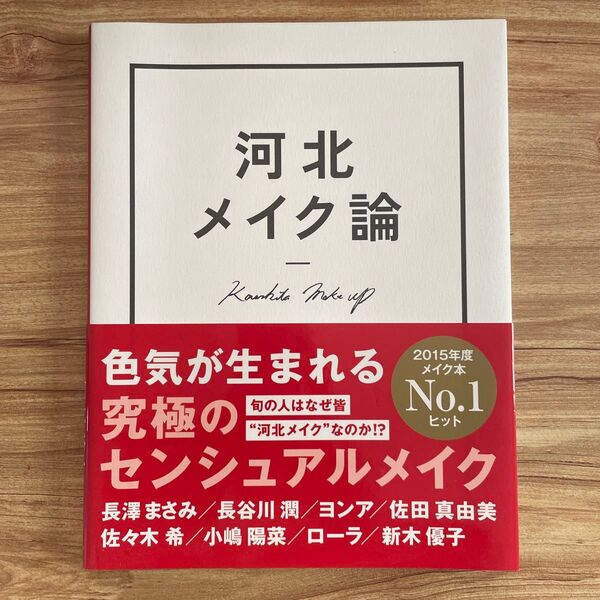 河北
メイク論
Kawakita Make up
色気が生まれる
究極の
旬の人はなぜ皆
“河北メイク”なのか!?
センシュアルメイク
2015年度
メイク本
No.1
ヒット
長澤 まさみ/長谷川 潤/ヨンア/佐田 真由美
佐々木 希/小嶋 陽菜/ローラ/新木 優子